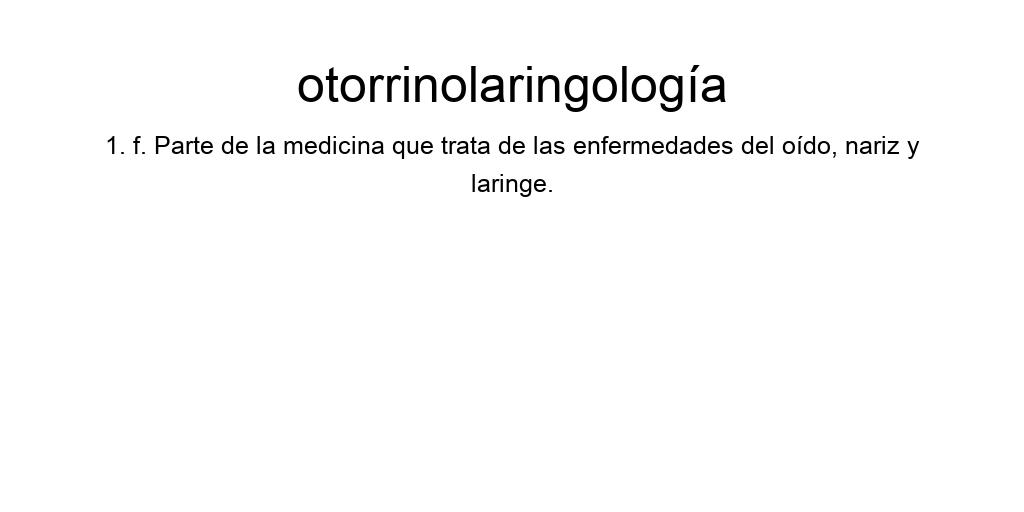 otorrinolaringología
1. f. Parte de la medicina que trata de las enfermedades del oído, nariz y
laringe.